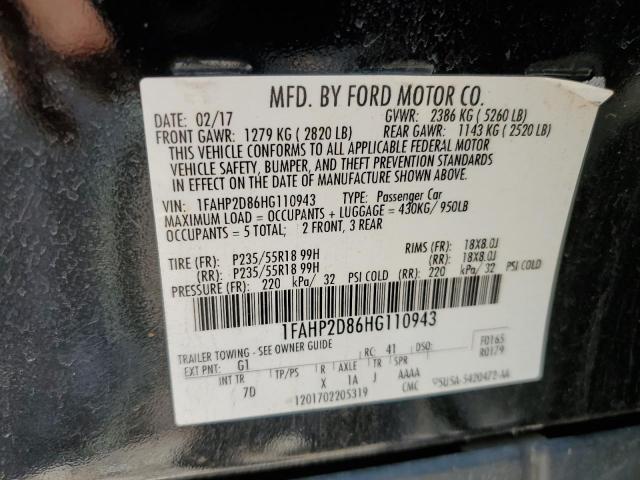 MFD. BY FORD MOTOR CO.
DATE: 02/17 GVWR: 2386 KG ( 5260 LB)
FRONT GAWR: 1279 KG ( 2820 LB) REAR GAWR: 1143 KG ( 2520 LB)
THIS VEHICLE CONFORMS TO ALL APPLICABLE FEDERAL MOTOR
VEHICLE SAFETY, BUMPER, AND THEFT PREVENTION STANDARDS
IN EFFECT ON THE DATE OF MANUFACTURE SHOWN ABOVE.
VIN: 1FAHP2D86HG110943 TYPE: Passenger Car
MAXIMUM LOAD = OCCUPANTS + LUGGAGE = 430KG/ 950LB
OCCUPANTS = 5 TOTAL; 2 FRONT, 3 REAR
TIRE (FR): P235/55R18 99H RIMS (FR): 18X8.0J
(RR): P235/55R18 99H (RR): 18X8.0J
PRESSURE (FR): 220 kPa/ 32 PSI COLD (RR): 220 kPa/ 32 PSI COLD
1FAHP2D86HG110943
TRAILER TOWING - SEE OWNER GUIDE
EXT PNT: G1 RC: 41 DSO: F0165
R0179
INT TR TP/PS R AXLE TR SPR
7D X 1A J AAAA
1201702205319 CMC